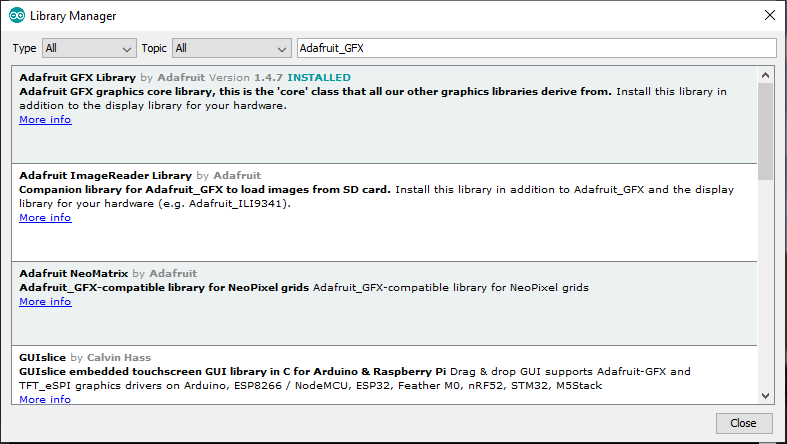 Library Manager
Type All Topic All Adafruit_GFX
Adafruit GFX Library by Adafruit Version 1.4.7 INSTALLED
Adafruit GFX graphics core library, this is the 'core' class that all our other graphics libraries derive from. Install this library in
addition to the display library for your hardware.
More info
Adafruit ImageReader Library by Adafruit
Companion library for Adafruit_GFX to load images from SD card. Install this library in addition to Adafruit_GFX and the display
library for your hardware (e.g. Adafruit_ILI9341).
More info
Adafruit NeoMatrix by Adafruit
Adafruit_GFX-compatible library for NeoPixel grids Adafruit_GFX-compatible library for NeoPixel grids
More info
GUIslice by Calvin Hass
GUIslice embedded touchscreen GUI library in C for Arduino & Raspberry Pi Drag & drop GUI supports Adafruit-GFX and
TFT_eSPI graphics drivers on Arduino, ESP8266 / NodeMCU, ESP32, Feather M0, nRF52, STM32, M5Stack
More info
Close